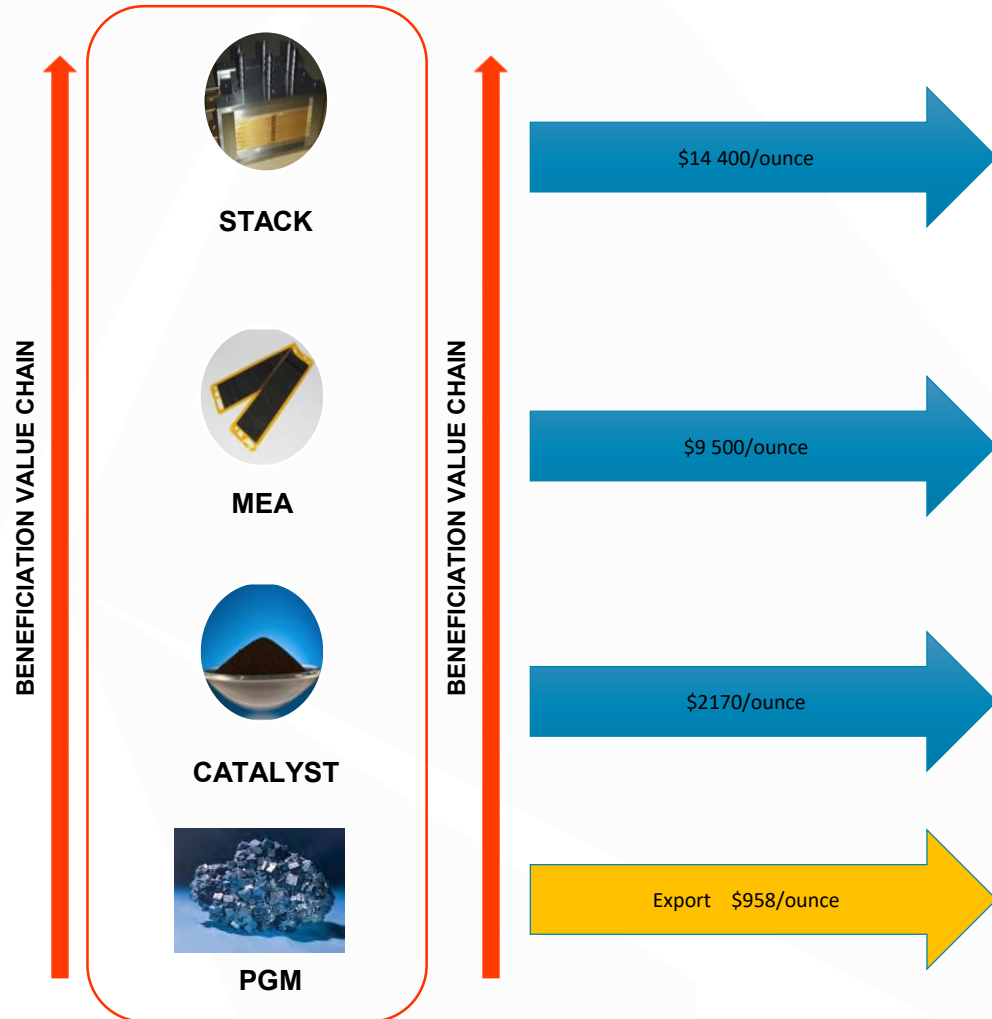 BENEFICIATION VALUE CHAIN
STACK
MEA
CATALYST
PGM
BENEFICIATION VALUE CHAIN
$14 400/ounce
$9 500/ounce
$2170/ounce
Export $958/ounce